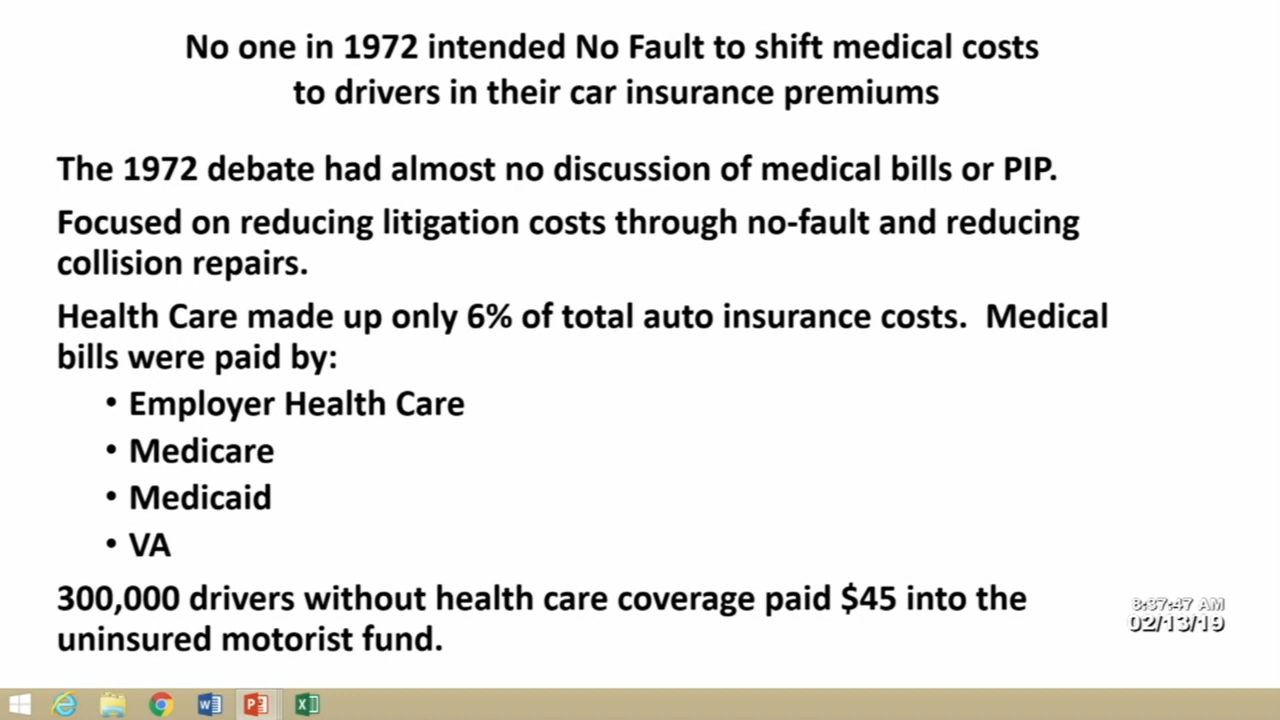 No one in 1972 intended No Fault to shift medical costs
to drivers in their car insurance premiums
The 1972 debate had almost no discussion of medical bills or PIP.
Focused on reducing litigation costs through no-fault and reducing
collision repairs.
Health Care made up only 6% of total auto insurance costs.  Medical
bills were paid by:
• Employer Health Care
• Medicare
• Medicaid
• VA
300,000 drivers without health care coverage paid $45 into the
uninsured motorist fund.
8:37:47 AM
02/13/19